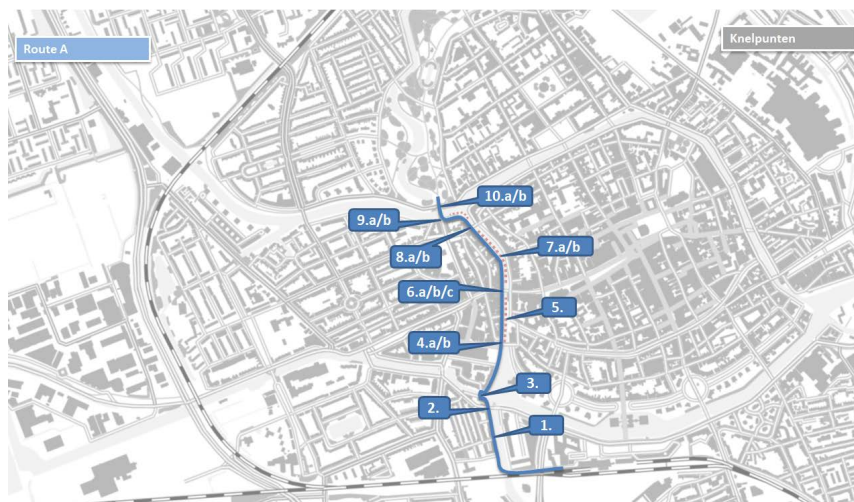 Route A
Knelpunten
10.a/b
9.a/b
7.a/b
8.a/b
6.a/b/c
5.
4.a/b
3.
2.
1.